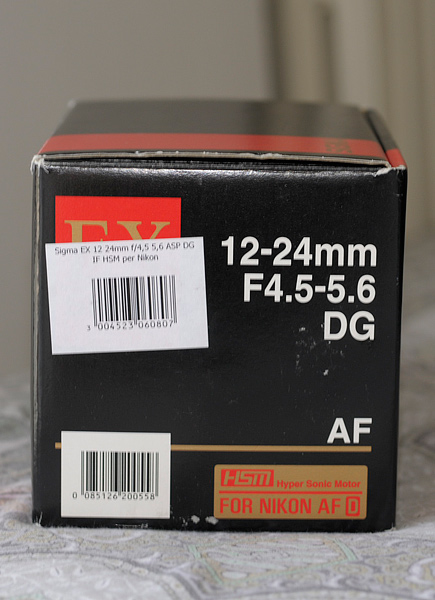 EX
Sigma EX 12 24mm f/4,5 5,6 ASP DG
IF HSM per Nikon
3 004523 060807
12-24mm
F4.5-5.6
DG
AF
0 085126 200558
HSM Hyper Sonic Motor
FOR NIKON AF D